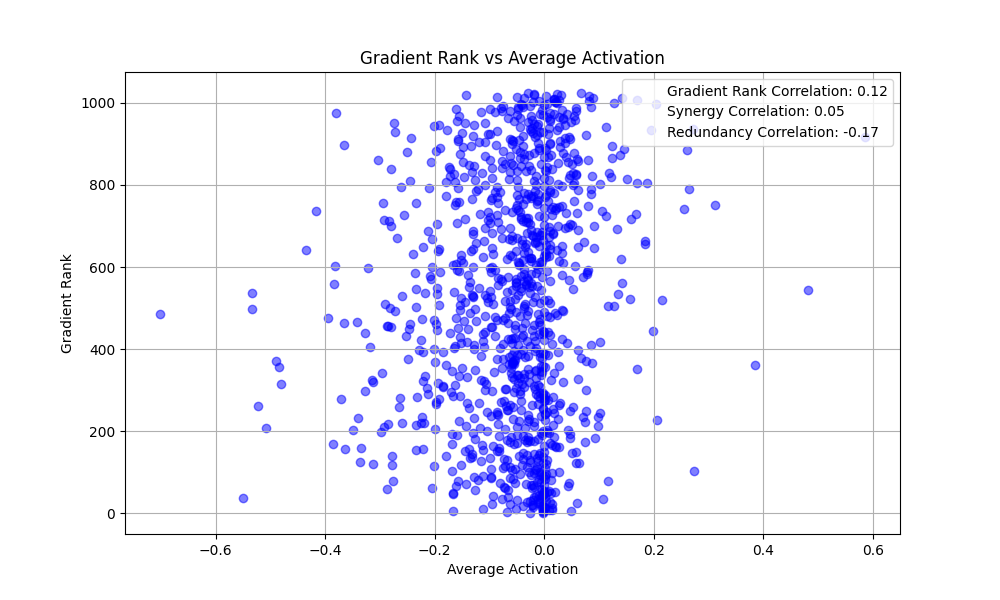 Gradient Rank vs Average Activation
Gradient Rank Correlation: 0.12
Synergy Correlation: 0.05
Redundancy Correlation: -0.17
1000
800
600
400
200
0
Gradient Rank
−0.6
−0.4
−0.2
0.0
0.2
0.4
0.6
Average Activation